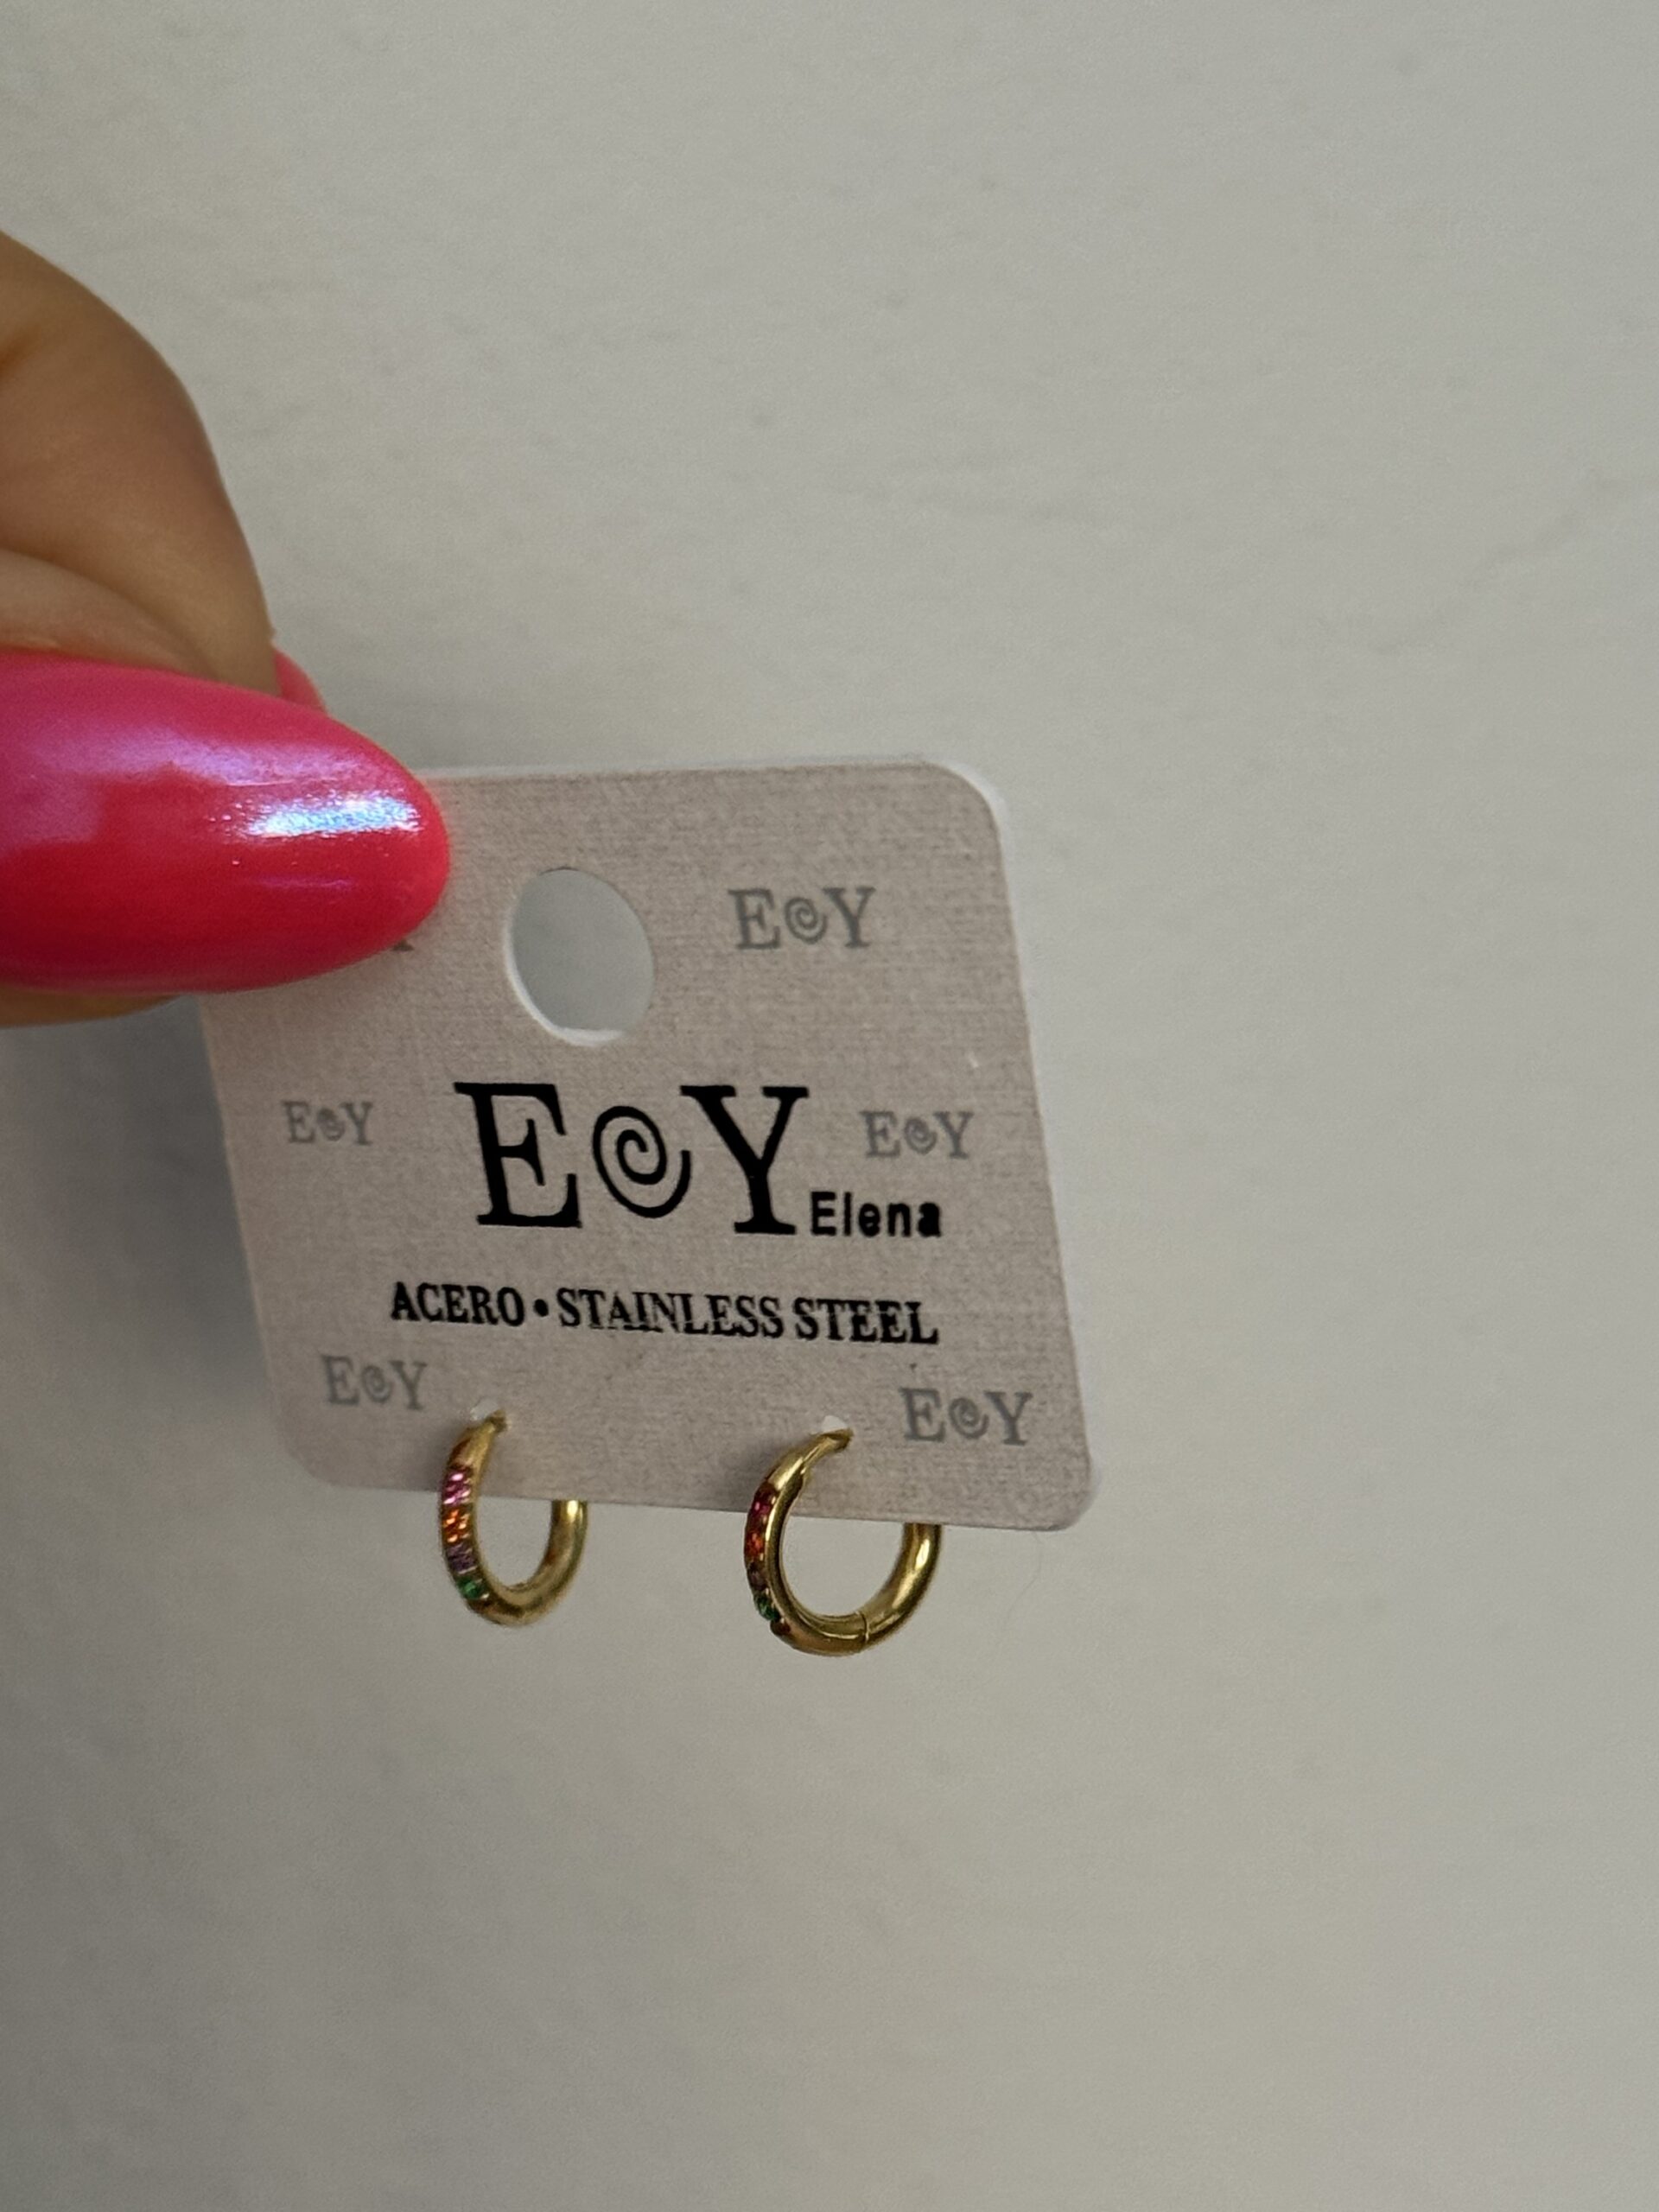 E@Y
E@Y E@Y E@Y
Elena
ACERO • STAINLESS STEEL
E@Y E@Y